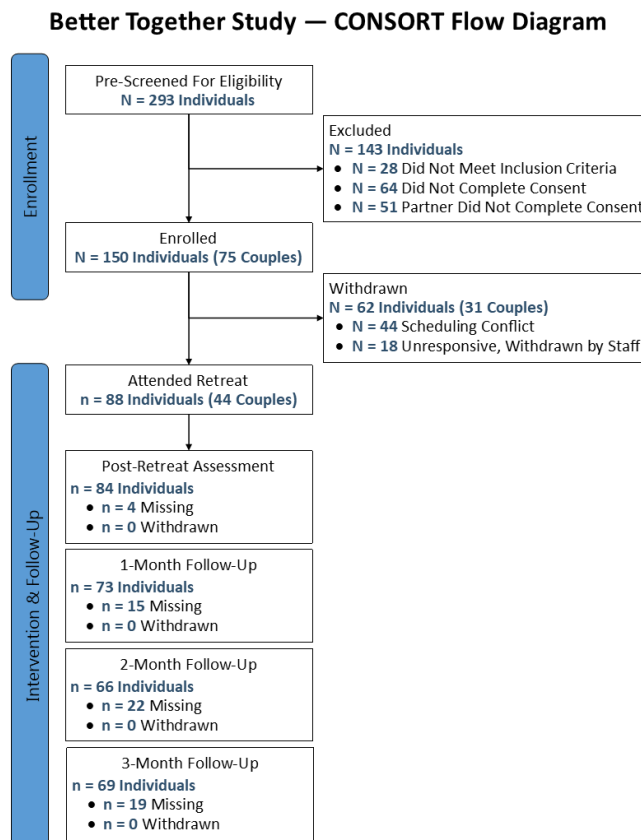 Better Together Study — CONSORT Flow Diagram
Enrollment
Pre-Screened For Eligibility
N = 293 Individuals
Excluded
N = 143 Individuals
• N = 28 Did Not Meet Inclusion Criteria
• N = 64 Did Not Complete Consent
• N = 51 Partner Did Not Complete Consent
Enrolled
N = 150 Individuals (75 Couples)
Withdrawn
N = 62 Individuals (31 Couples)
• N = 44 Scheduling Conflict
• N = 18 Unresponsive, Withdrawn by Staff
Intervention & Follow-Up
Attended Retreat
n = 88 Individuals (44 Couples)
Post-Retreat Assessment
n = 84 Individuals
• n = 4 Missing
• n = 0 Withdrawn
1-Month Follow-Up
n = 73 Individuals
• n = 15 Missing
• n = 0 Withdrawn
2-Month Follow-Up
n = 66 Individuals
• n = 22 Missing
• n = 0 Withdrawn
3-Month Follow-Up
n = 69 Individuals
• n = 19 Missing
• n = 0 Withdrawn